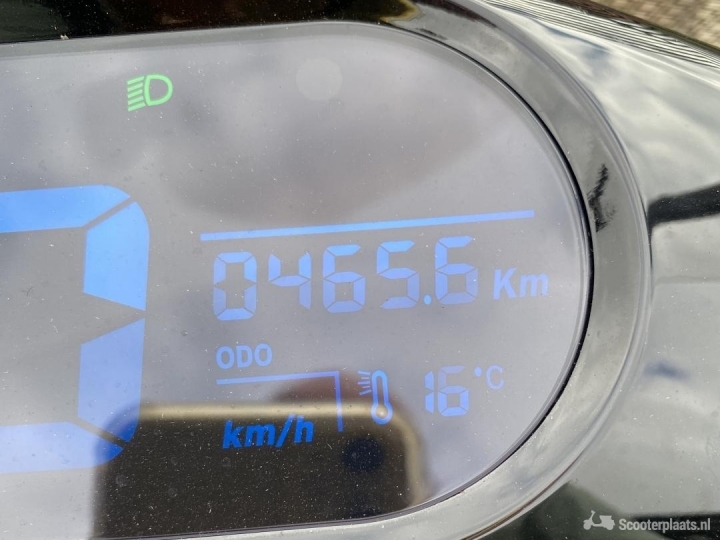 0465.6 Km
ODO
km/h
16 °C
Scooterplaats.nl